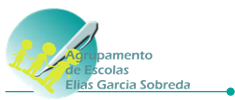 Agrupamento
de Escolas
Elias Garcia Sobreda